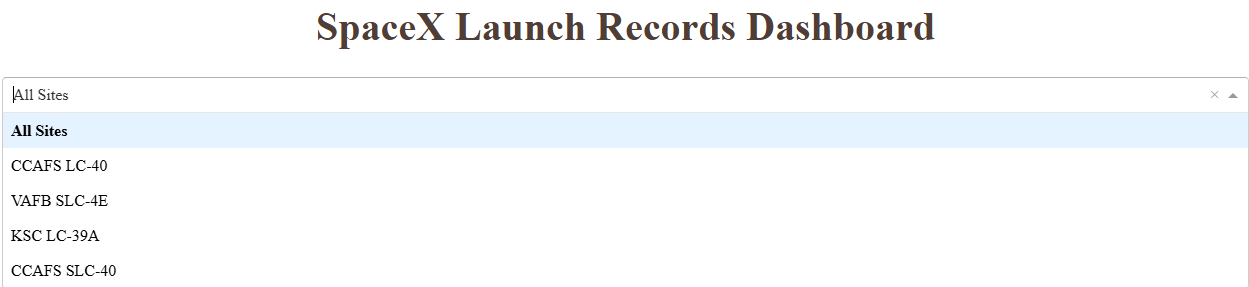 SpaceX Launch Records Dashboard
All Sites
All Sites
CCAFS LC-40
VAFB SLC-4E
KSC LC-39A
CCAFS SLC-40